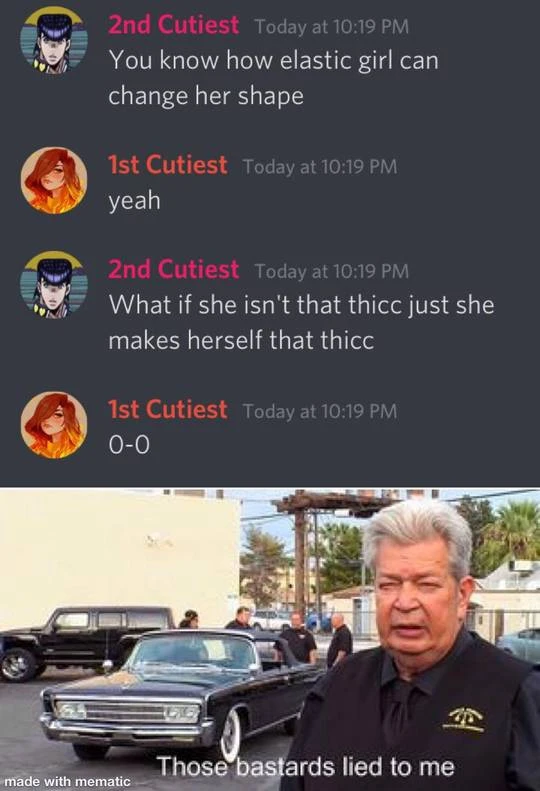 2nd Cutiest Today at 10:19 PM
You know how elastic girl can
change her shape
1st Cutiest Today at 10:19 PM
yeah
2nd Cutiest Today at 10:19 PM
What if she isn't that thicc just she
makes herself that thicc
1st Cutiest Today at 10:19 PM
0-0
Those bastards lied to me
made with mematic